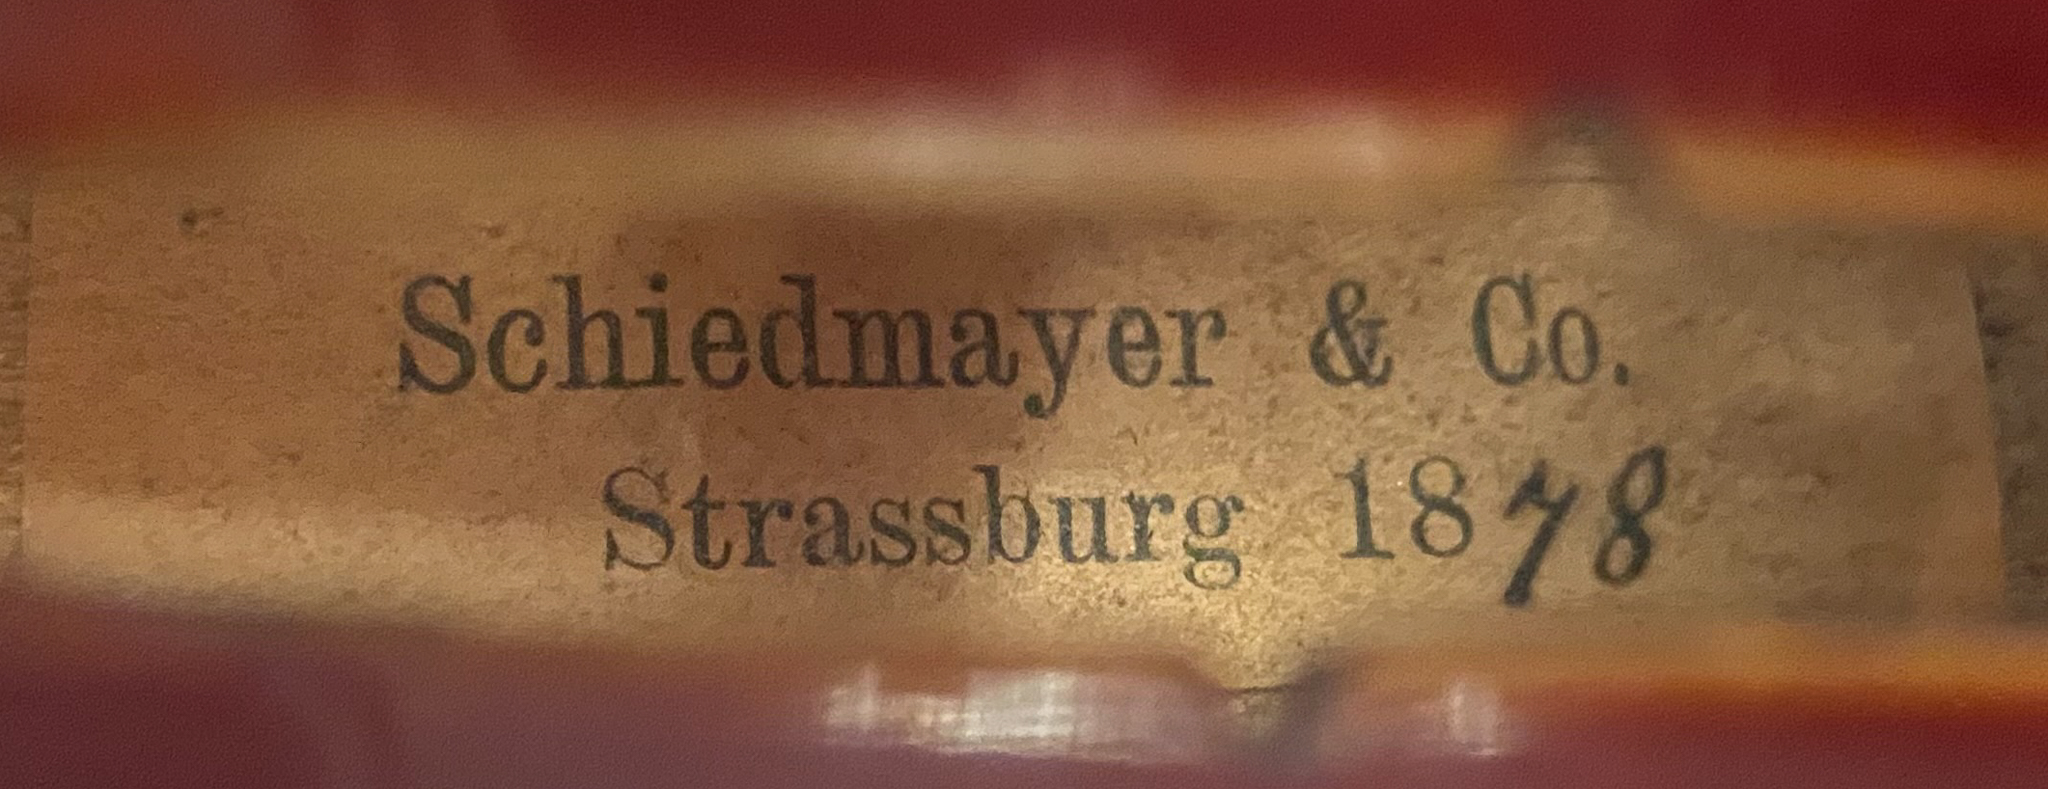 Schiedmayer & Co.
Strassburg 1878